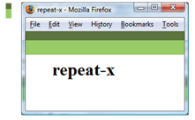 repeat-x - Mozilla Firefox
File Edit View History Bookmarks Tools
repeat-x